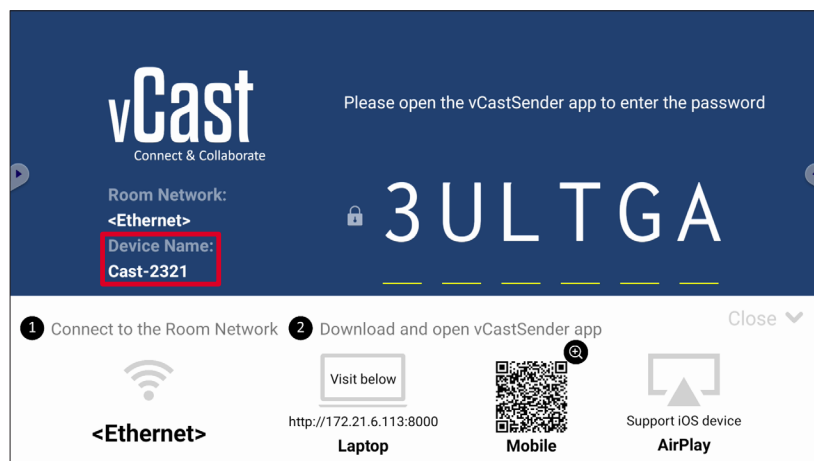 vCast
Connect & Collaborate
Please open the vCastSender app to enter the password
Room Network:
<Ethernet>
Device Name:
Cast-2321
3ULTGA
1 Connect to the Room Network
2 Download and open vCastSender app
Close
<Ethernet>
Visit below
http://172.21.6.113:8000
Laptop
Mobile
Support iOS device
AirPlay